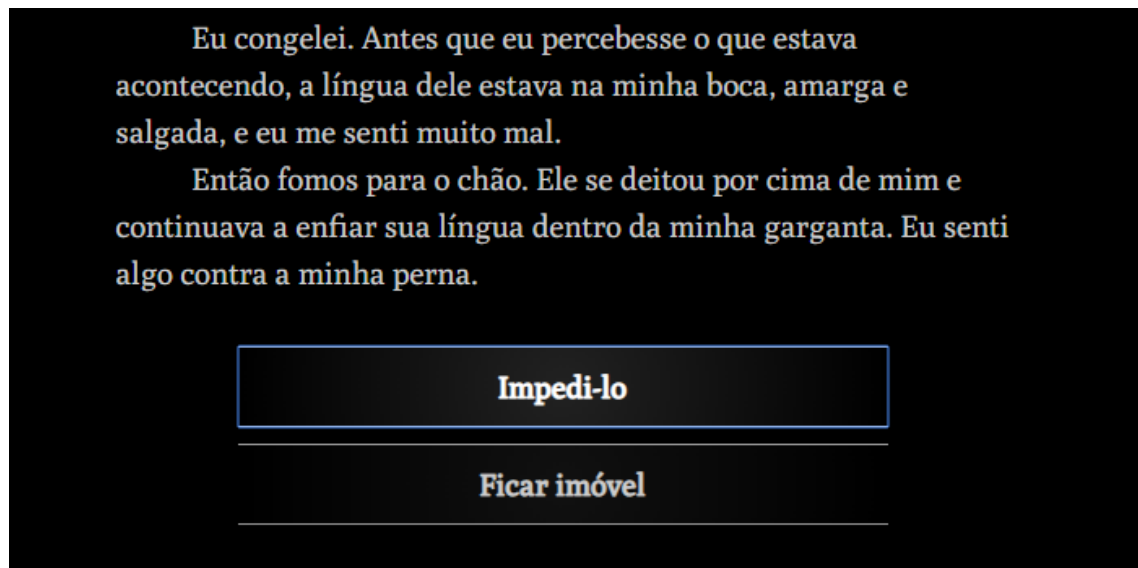 Eu congelei. Antes que eu percebesse o que estava
acontecendo, a língua dele estava na minha boca, amarga e
salgada, e eu me senti muito mal.
Então fomos para o chão. Ele se deitou por cima de mim e
continuava a enfiar sua língua dentro da minha garganta. Eu senti
algo contra a minha perna.
Impedi-lo
Ficar imóvel